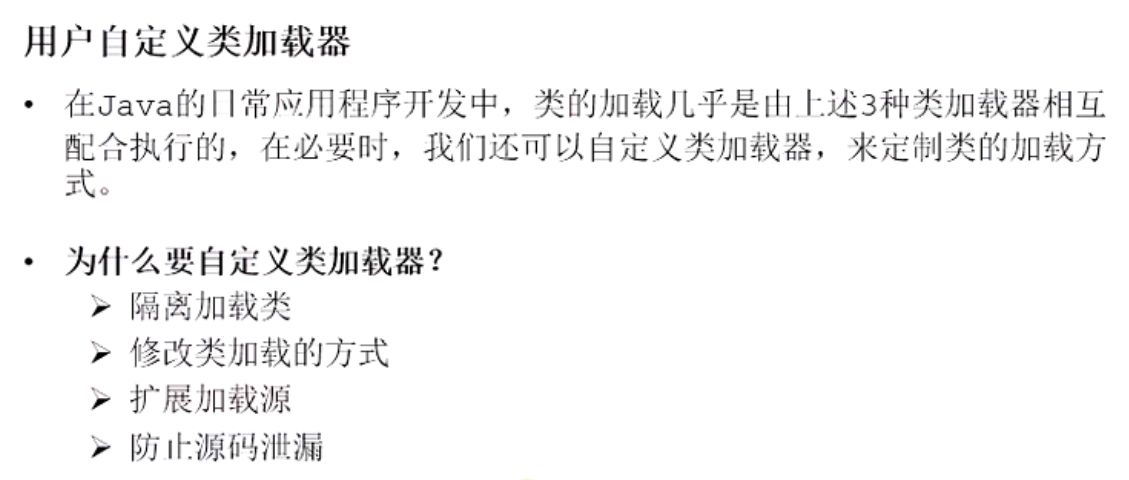 用户自定义类加载器
• 在Java的日常应用程序开发中，类的加载几乎是由上述3种类加载器相互
配合执行的，在必要时，我们还可以自定义类加载器，来定制类的加载方
式。
• 为什么要自定义类加载器？
➢ 隔离加载类
➢ 修改类加载的方式
➢ 扩展加载源
➢ 防止源码泄漏